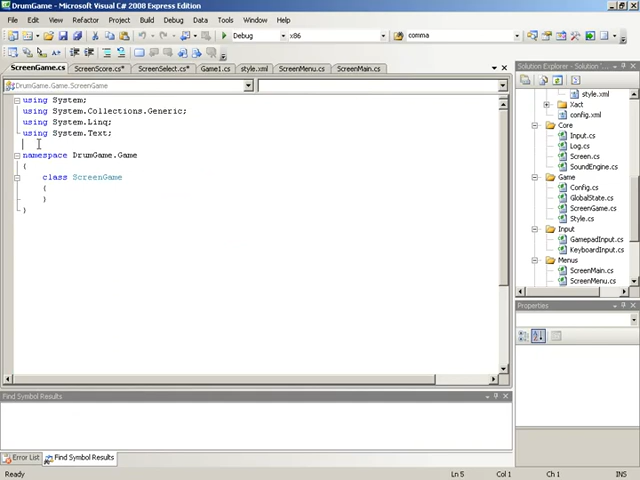 DrumGame - Microsoft Visual C# 2008 Express Edition
File Edit View Refactor Project Build Debug Data Tools Window Help
Debug x86 comma
ScreenGame.cs ScreenScore.cs* ScreenSelect.cs* Game1.cs style.xml ScreenMenu.cs ScreenMain.cs
DrumGame.Game.ScreenGame
using System;
using System.Collections.Generic;
using System.Linq;
using System.Text;
namespace DrumGame.Game
{
class ScreenGame
{
}
}
Solution Explorer - Solution '...
style.xml
Xact
config.xml
Core
Input.cs
Log.cs
Screen.cs
SoundEngine.cs
Game
Config.cs
GlobalState.cs
ScreenGame.cs
Style.cs
Input
GamepadInput.cs
KeyboardInput.cs
Menus
ScreenMain.cs
ScreenMenu.cs
Properties
Find Symbol Results
Error List Find Symbol Results
Ready Ln 5 Col 1 Ch 1 INS